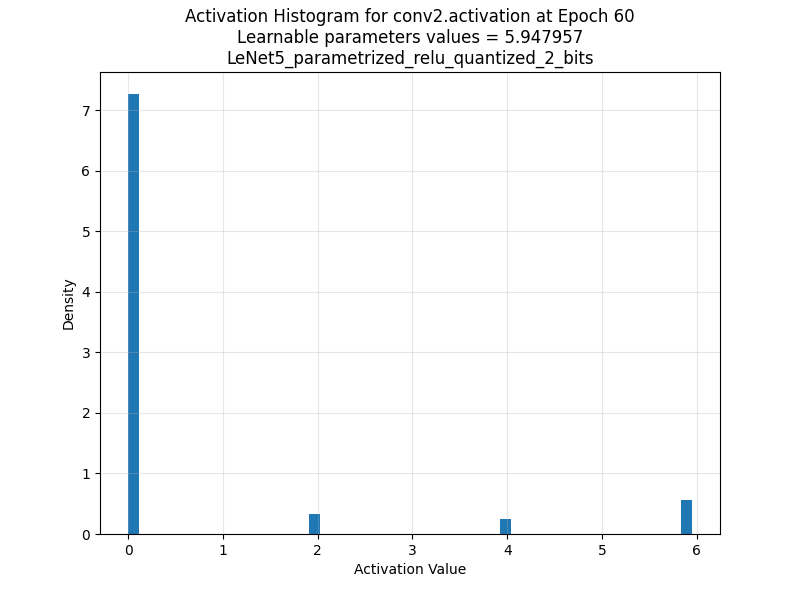 Activation Histogram for conv2.activation at Epoch 60
Learnable parameters values = 5.947957
LeNet5_parametrized_relu_quantized_2_bits
7
6
5
4
3
2
1
0
Density
0 1 2 3 4 5 6
Activation Value